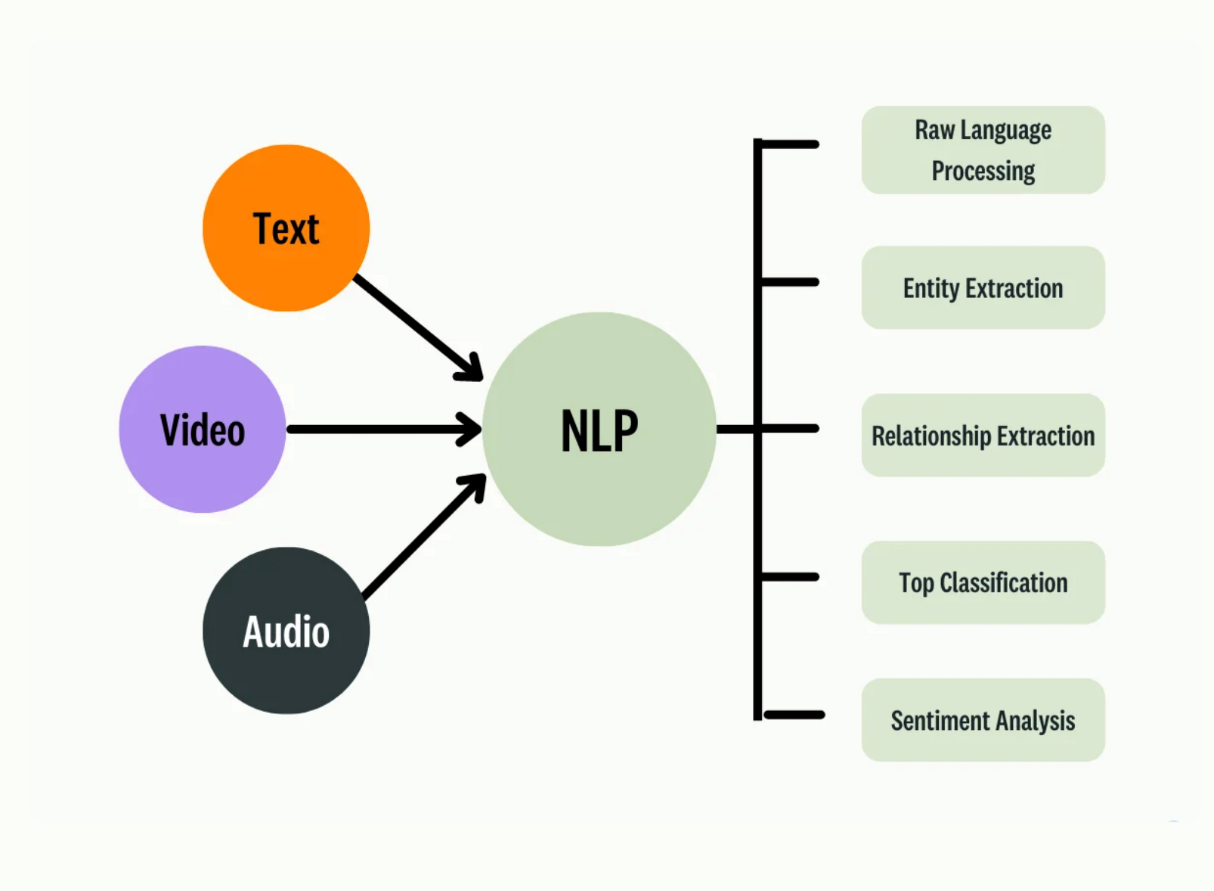 Text
Video
Audio
NLP
Raw Language
Processing
Entity Extraction
Relationship Extraction
Top Classification
Sentiment Analysis